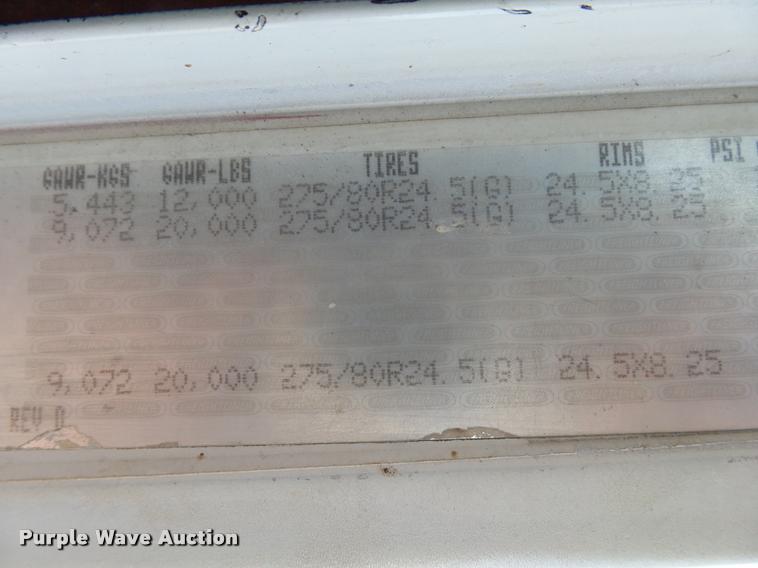 GAWR-KGS GAWR-LBS TIRES RIMS PSI
5,443 12,000 275/80R24.5(G) 24.5X8.25
9,072 20,000 275/80R24.5(G) 24.5X8.25
9,072 20,000 275/80R24.5(G) 24.5X8.25
REV D
Purple Wave Auction